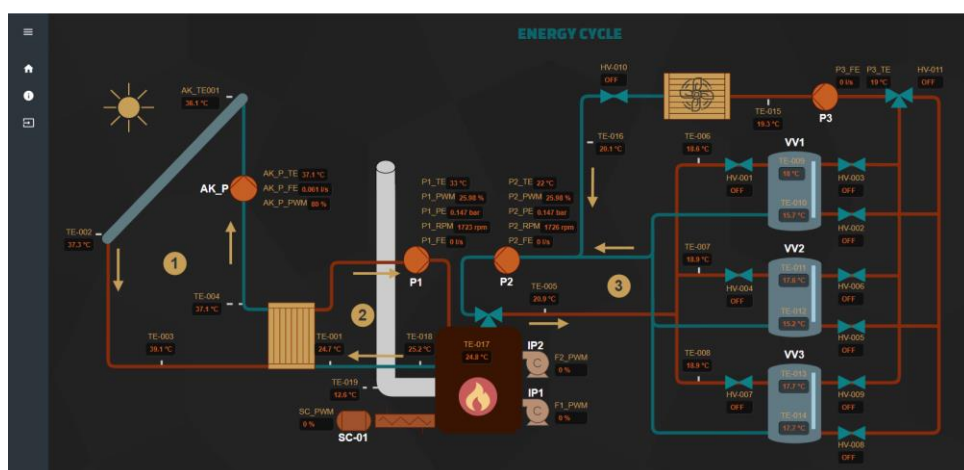 ENERGY CYCLE
AK_TE001
36.1 °C
AK_P
AK_P_TE 37.1 °C
AK_P_FE 0.061 l/s
AK_P_PWM 80 %
TE-002
37.3 °C
1
TE-004
37.1 °C
TE-003
39.1 °C
TE-001
24.7 °C
2
TE-018
25.2 °C
TE-019
12.6 °C
SC_PWM
0 %
SC-01
P1_TE 33 °C
P1_PWM 25.98 %
P1_PE 0.147 bar
P1_RPM 1723 rpm
P1_FE 0 l/s
P1
P2_TE 22 °C
P2_PWM 25.98 %
P2_PE 0.147 bar
P2_RPM 1726 rpm
P2_FE 0 l/s
P2
TE-017
24.8 °C
IP2
C
F2_PWM
0 %
IP1
C
F1_PWM
0 %
TE-005
20.9 °C
3
HV-010
OFF
TE-016
20.1 °C
TE-015
19.3 °C
P3_FE
0 l/s
P3_TE
19 °C
P3
HV-011
OFF
TE-006
18.6 °C
HV-001
OFF
VV1
TE-009
18 °C
TE-010
15.7 °C
HV-003
OFF
HV-002
OFF
TE-007
18.9 °C
HV-004
OFF
VV2
TE-011
17.6 °C
TE-012
15.2 °C
HV-006
OFF
HV-005
OFF
TE-008
18.9 °C
HV-007
OFF
VV3
TE-013
17.7 °C
TE-014
17.7 °C
HV-009
OFF
HV-008
OFF